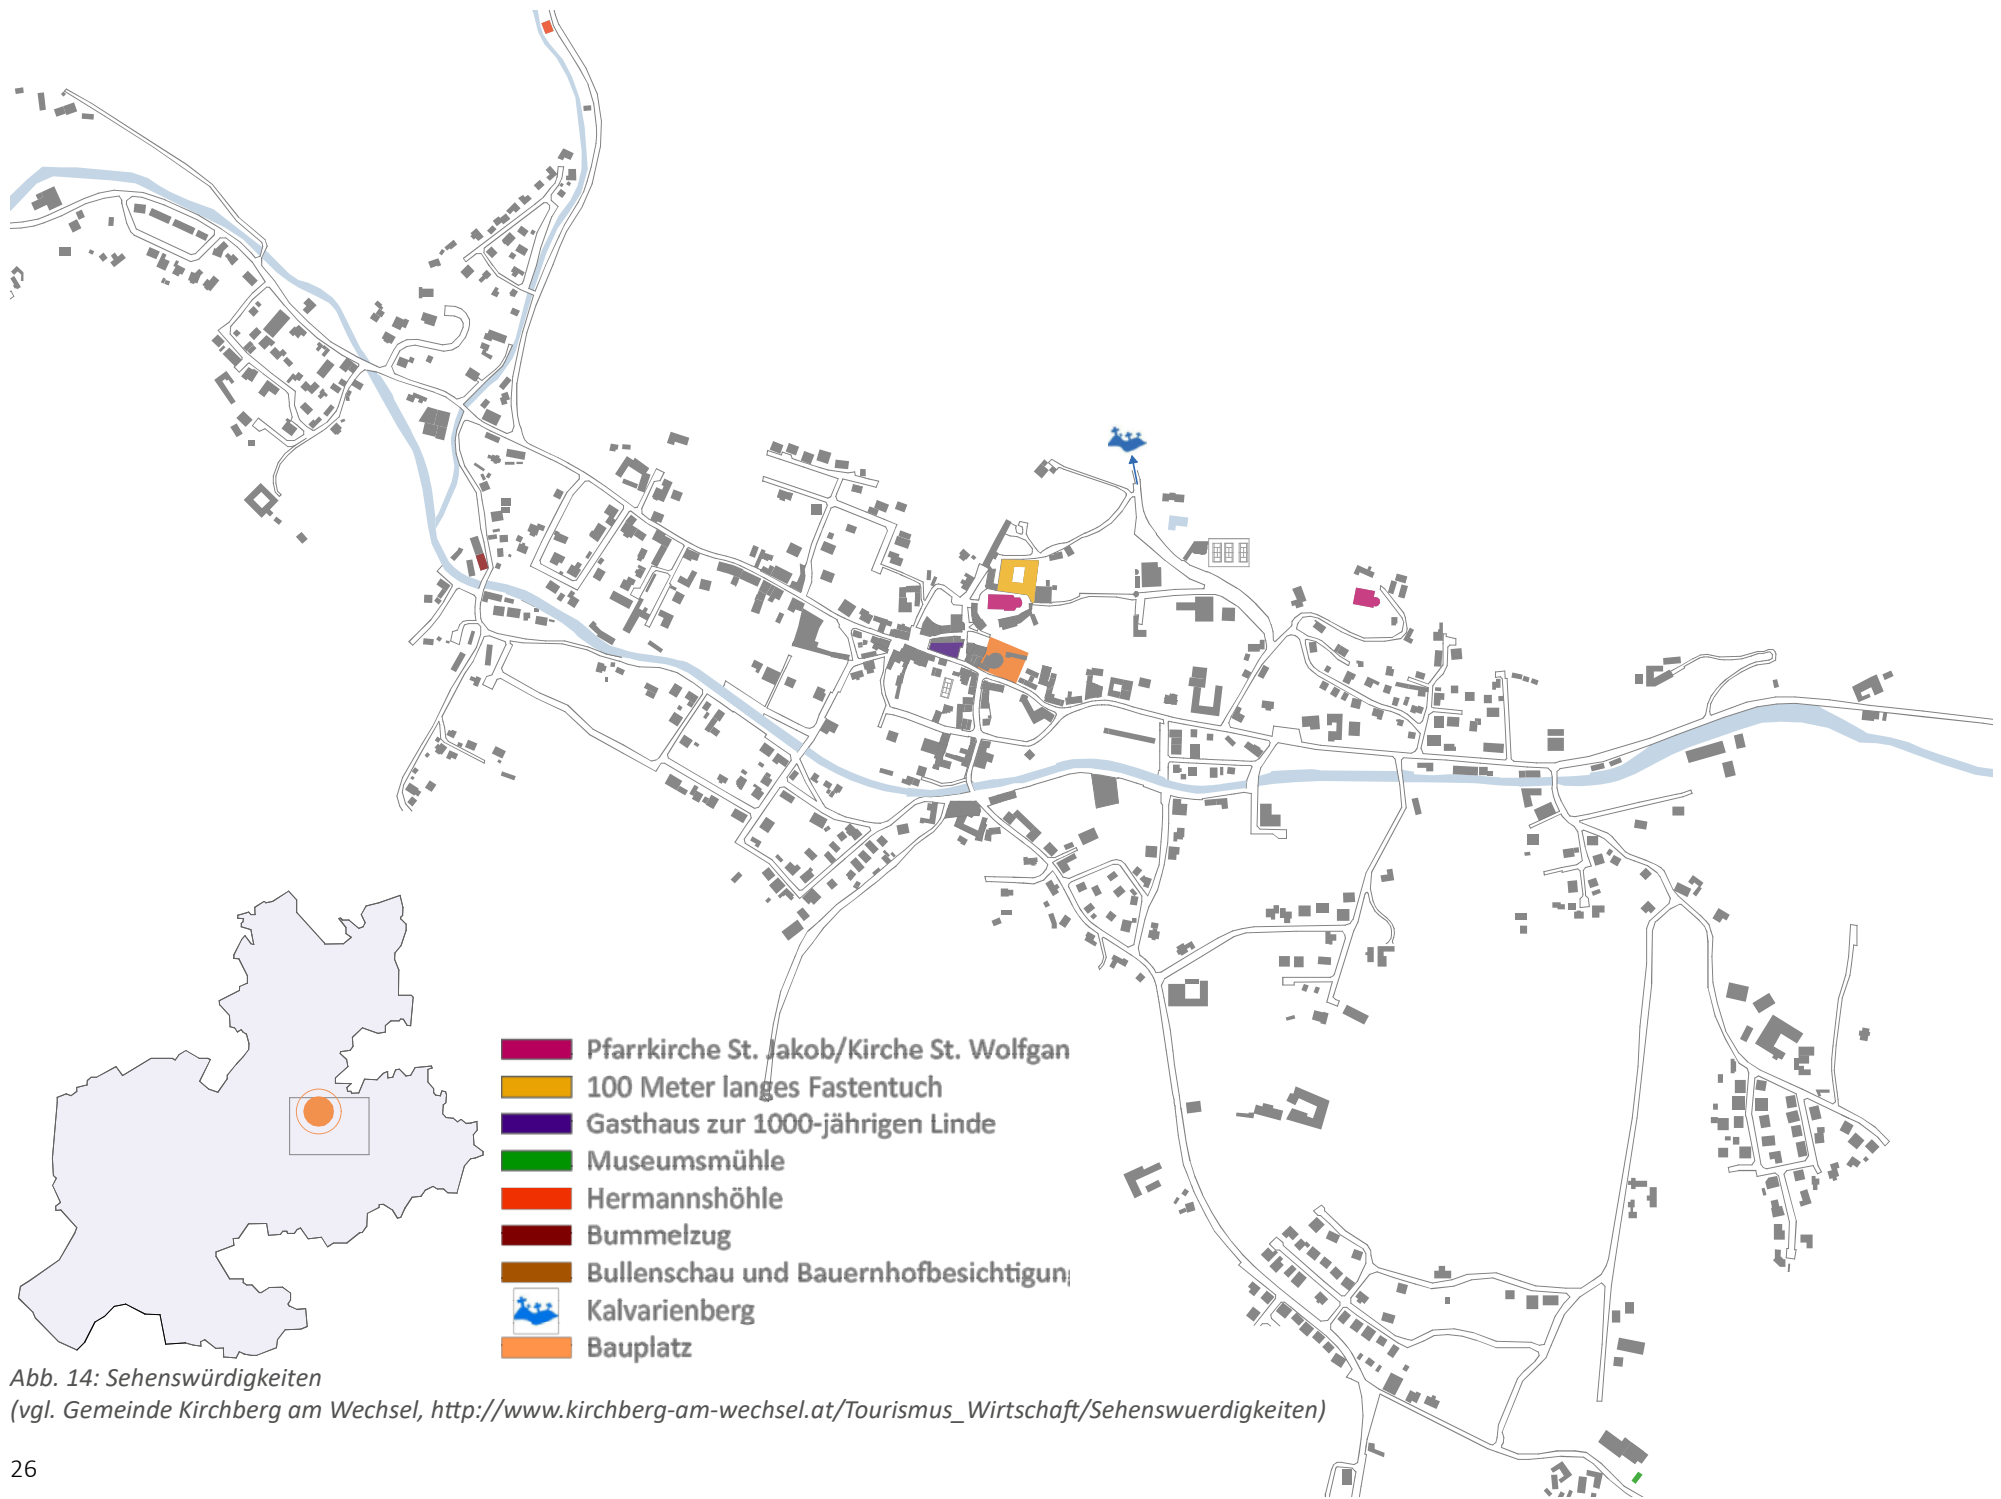 Pfarrkirche St. Jakob/Kirche St. Wolfgan
100 Meter langes Fastentuch
Gasthaus zur 1000-jährigen Linde
Museumsmühle
Hermannshöhle
Bummelzug
Bullenschau und Bauernhofbesichtigun
Kalvarienberg
Bauplatz
Abb. 14: Sehenswürdigkeiten
(vgl. Gemeinde Kirchberg am Wechsel, http://www.kirchberg-am-wechsel.at/Tourismus_Wirtschaft/Sehenswuerdigkeiten)
26